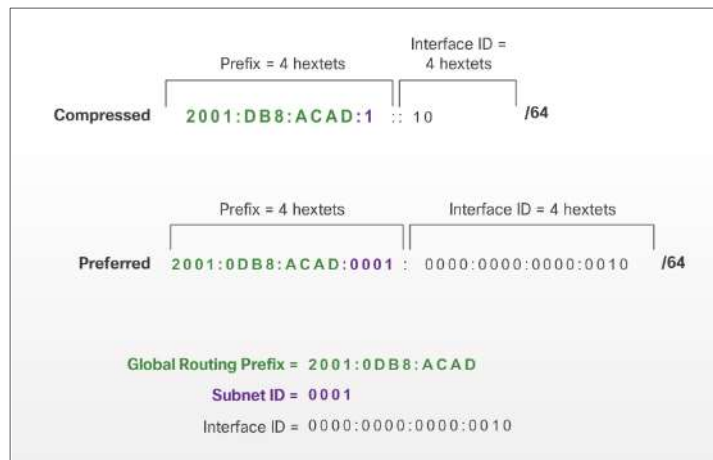 Interface ID =
Prefix = 4 hextets 4 hextets
Compressed 2001:DB8:ACAD:1 :: 10 /64
Prefix = 4 hextets Interface ID = 4 hextets
Preferred 2001:0DB8:ACAD:0001 : 0000:0000:0000:0010 /64
Global Routing Prefix = 2001:0DB8:ACAD
Subnet ID = 0001
Interface ID = 0000:0000:0000:0010